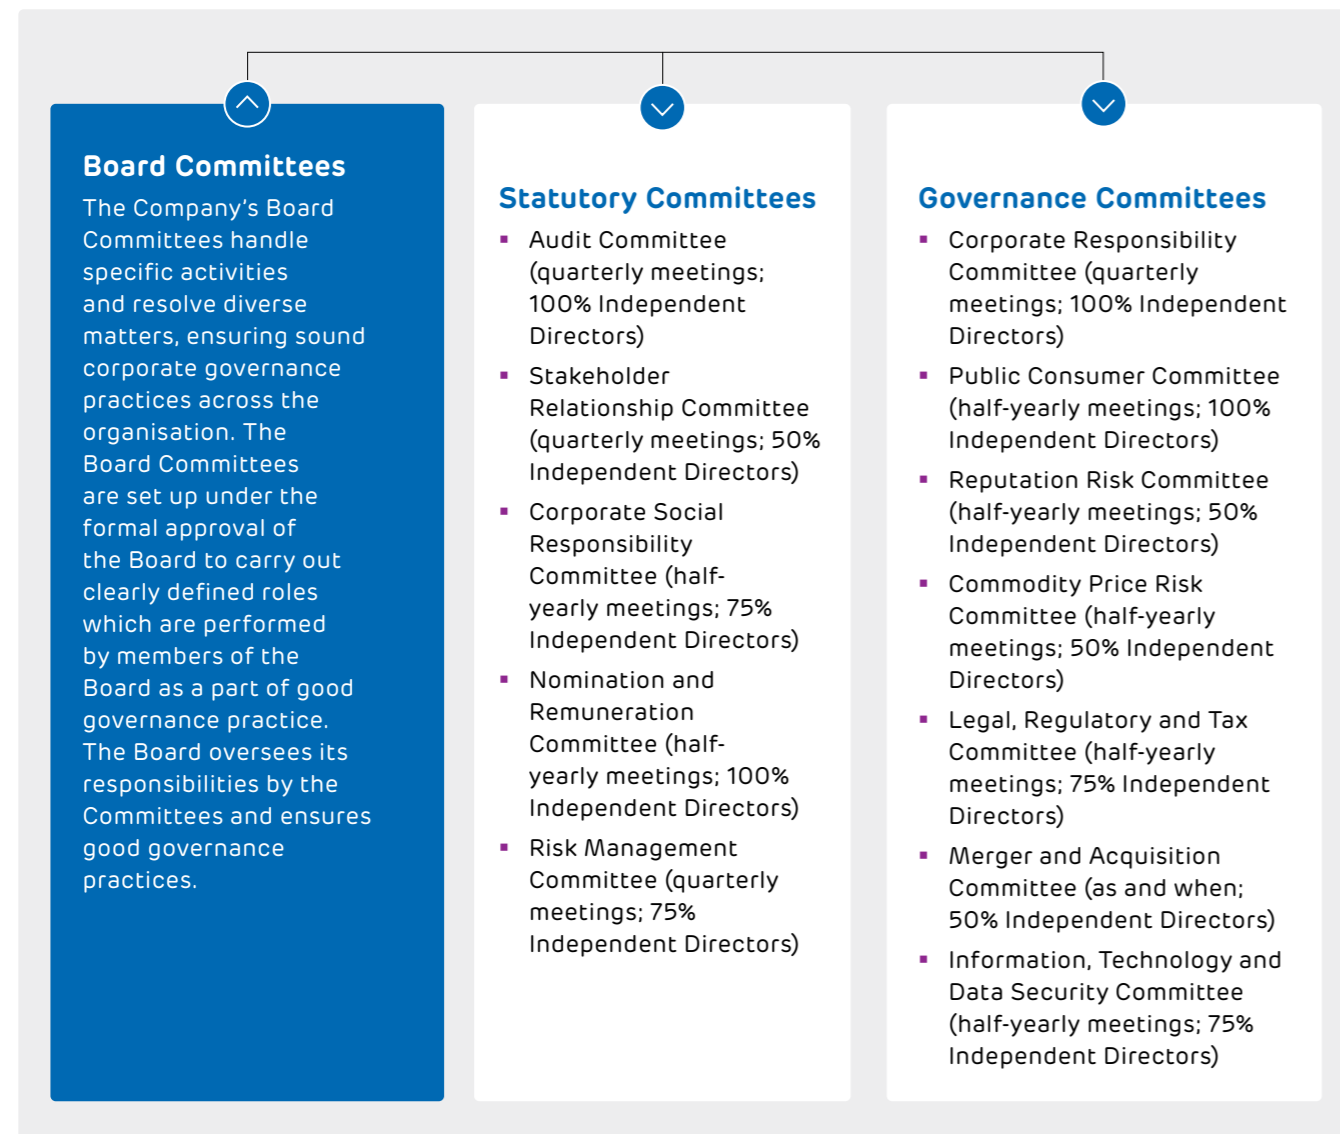 Board Committees
The Company's Board
Committees handle
specific activities
and resolve diverse
matters, ensuring sound
corporate governance
practices across the
organisation. The
Board Committees
are set up under the
formal approval of
the Board to carry out
clearly defined roles
which are performed
by members of the
Board as a part of good
governance practice.
The Board oversees its
responsibilities by the
Committees and ensures
good governance
practices.
Statutory Committees
▪ Audit Committee
(quarterly meetings;
100% Independent
Directors)
▪ Stakeholder
Relationship Committee
(quarterly meetings; 50%
Independent Directors)
▪ Corporate Social
Responsibility
Committee (half-
yearly meetings; 75%
Independent Directors)
▪ Nomination and
Remuneration
Committee (half-
yearly meetings; 100%
Independent Directors)
▪ Risk Management
Committee (quarterly
meetings; 75%
Independent Directors)
Governance Committees
▪ Corporate Responsibility
Committee (quarterly
meetings; 100% Independent
Directors)
▪ Public Consumer Committee
(half-yearly meetings; 100%
Independent Directors)
▪ Reputation Risk Committee
(half-yearly meetings; 50%
Independent Directors)
▪ Commodity Price Risk
Committee (half-yearly
meetings; 50% Independent
Directors)
▪ Legal, Regulatory and Tax
Committee (half-yearly
meetings; 75% Independent
Directors)
▪ Merger and Acquisition
Committee (as and when;
50% Independent Directors)
▪ Information, Technology and
Data Security Committee
(half-yearly meetings; 75%
Independent Directors)